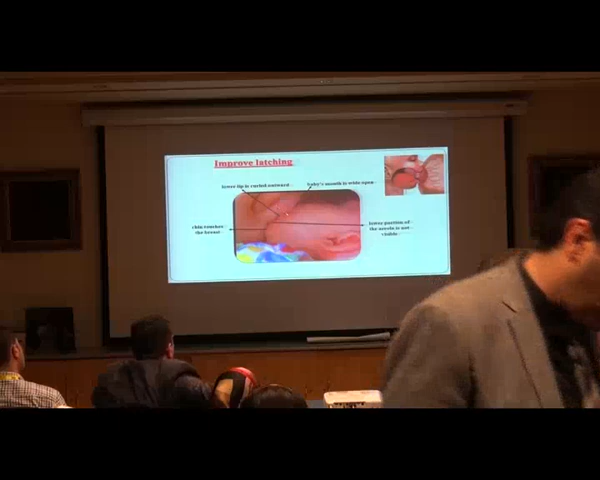 Improve latching
lower lip is curled outward -
baby's mouth is wide open -
chin touches
the breast
lower portion of -
the areola is not
visible